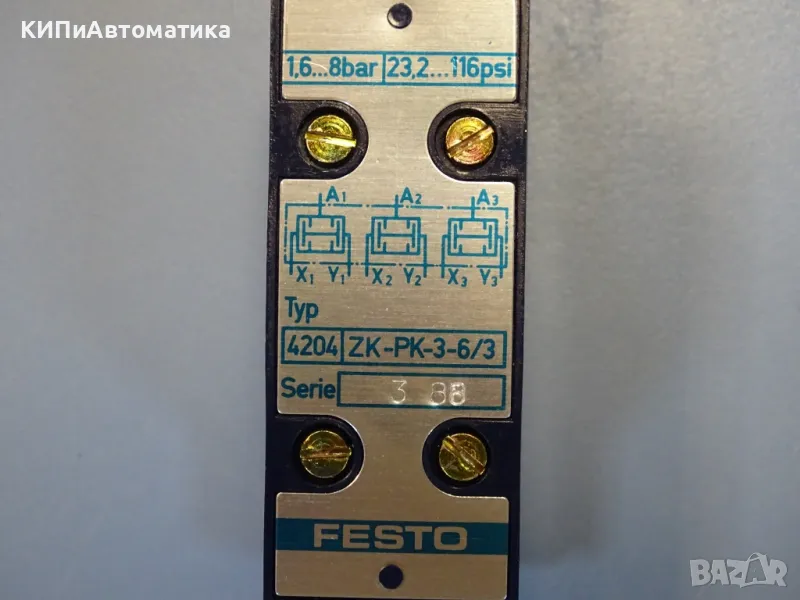 КИПиАвтоматика
1,6...8bar 23,2...116psi
A1 A2 A3
X1 Y1 X2 Y2 X3 Y3
Typ
4204 ZK-PK-3-6/3
Serie 3 88
FESTO
BAZAR